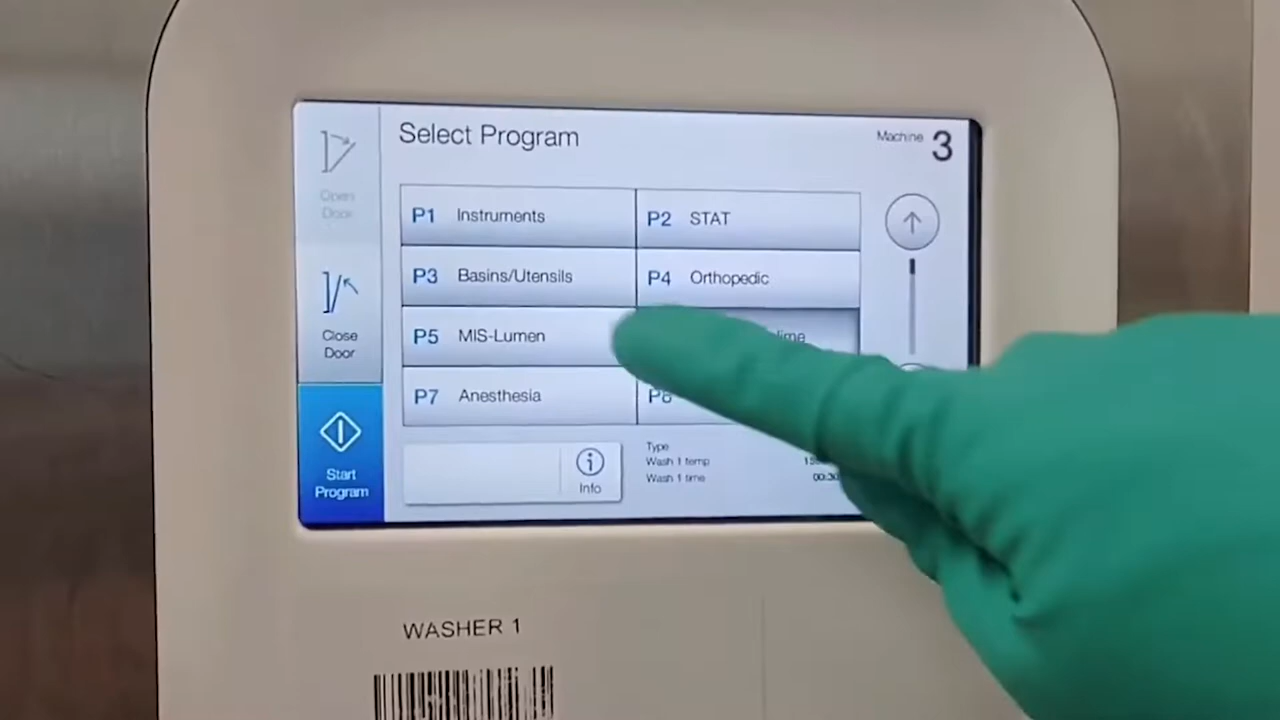 Select Program
Machine 3
Open
Door
P1 Instruments
P2 STAT
P3 Basins/Utensils
P4 Orthopedic
Close
Door
P5 MIS-Lumen
P7 Anesthesia
Start
Program
Info
Type
Wash 1 temp
Wash 1 time
WASHER 1